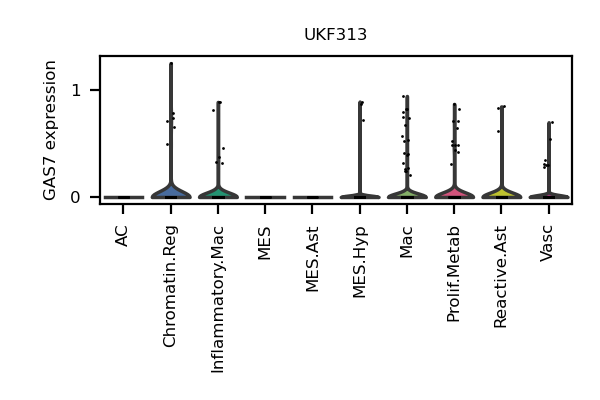 UKF313
GAS7 expression
1
0
AC
Chromatin.Reg
Inflammatory.Mac
MES
MES.Ast
MES.Hyp
Mac
Prolif.Metab
Reactive.Ast
Vasc